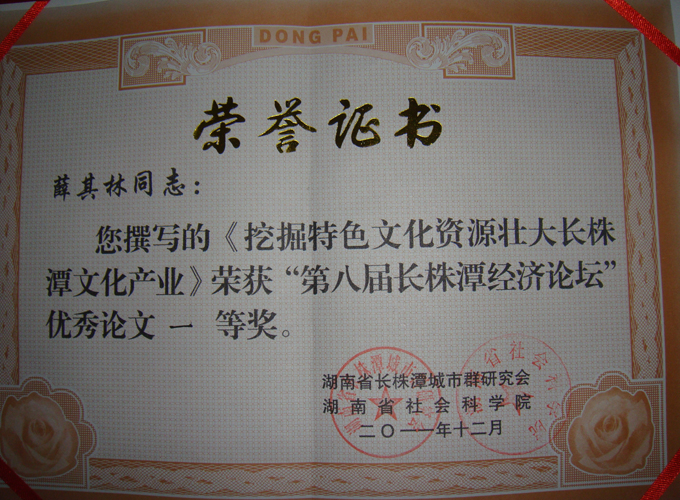 DONG PAI
荣誉证书
薛其林同志：
您撰写的《挖掘特色文化资源壮大长株
潭文化产业》荣获“第八届长株潭经济论坛”
优秀论文 一 等奖。
湖南省长株潭城市群研究会
湖南省社会科学院
二〇一一年十二月